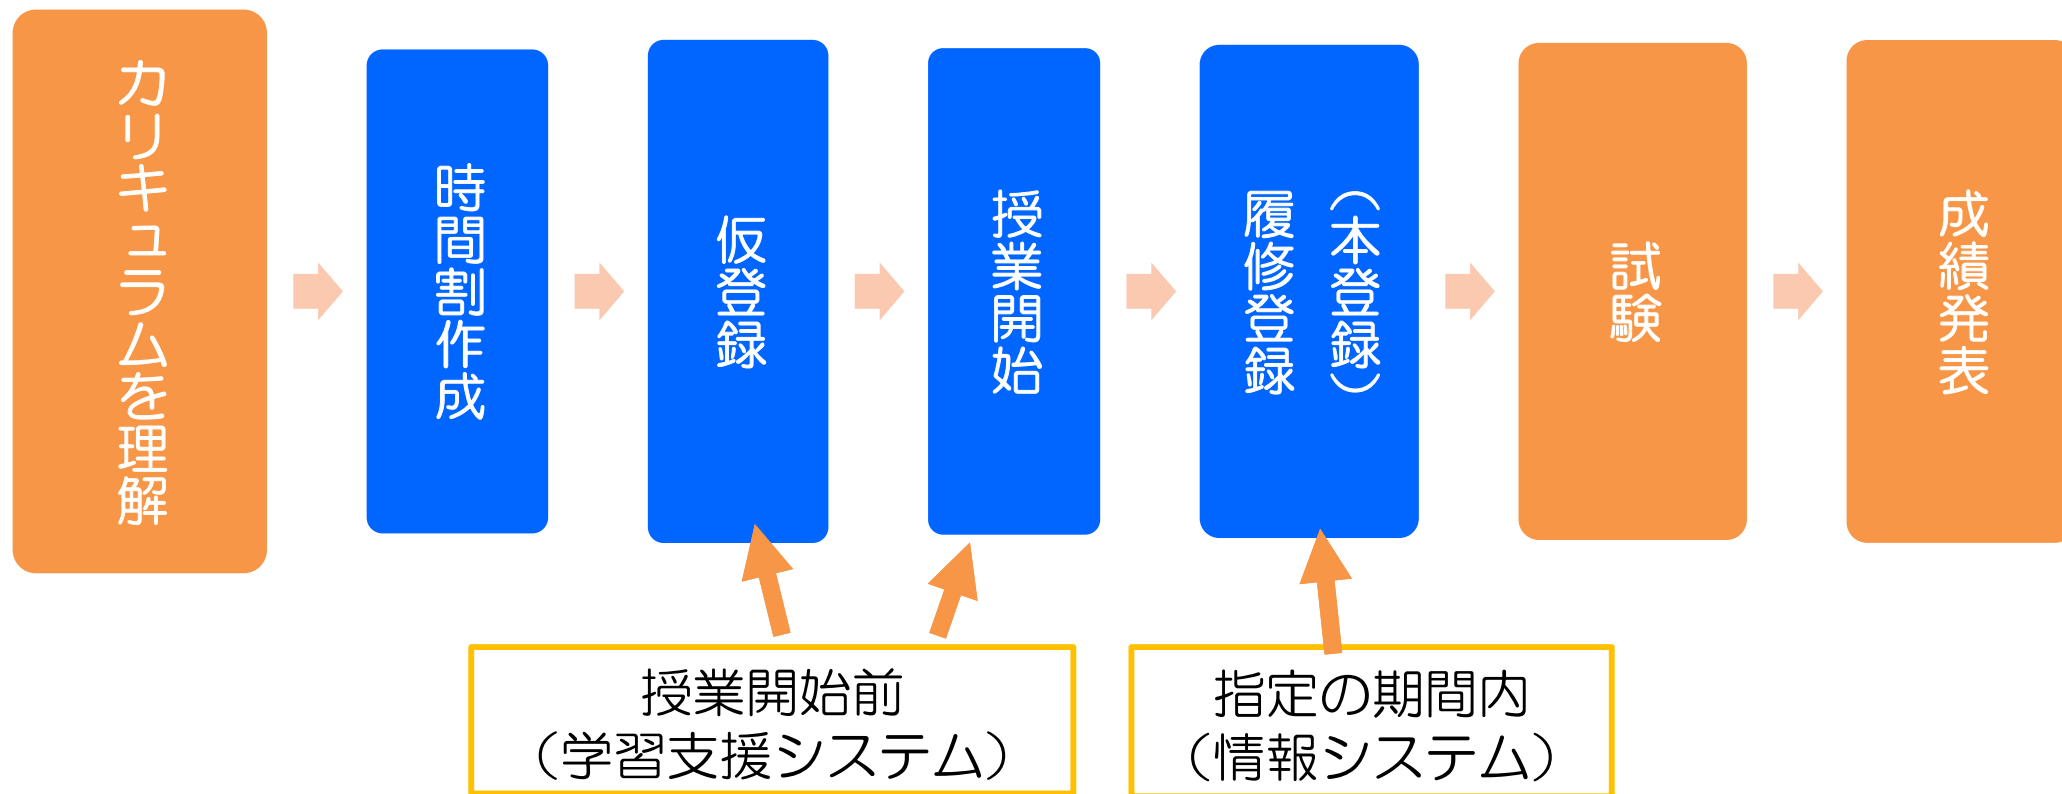 カリキュラムを理解
時間割作成
仮登録
授業開始
履修登録
（本登録）
試験
成績発表
授業開始前
（学習支援システム）
指定の期間内
（情報システム）